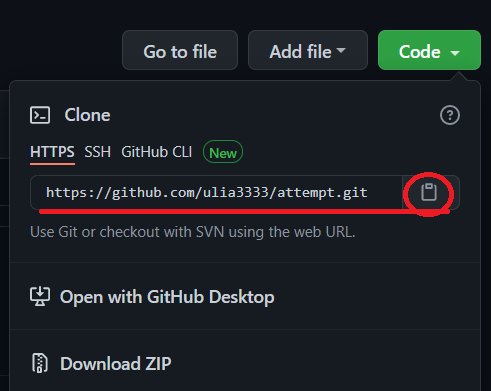 Go to file Add file Code
Clone
HTTPS SSH GitHub CLI New
https://github.com/ulia3333/attempt.git
Use Git or checkout with SVN using the web URL.
Open with GitHub Desktop
Download ZIP